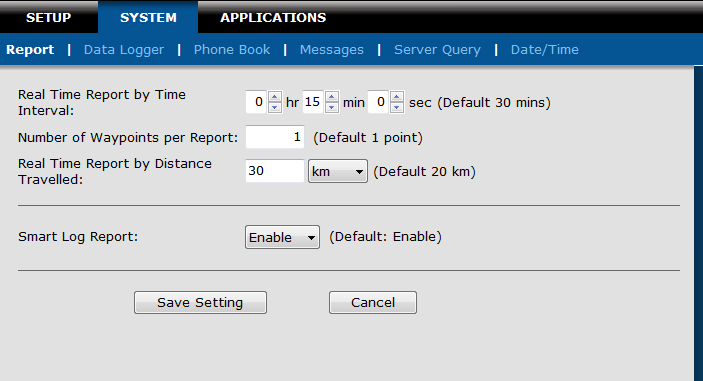 SETUP SYSTEM APPLICATIONS
Report | Data Logger | Phone Book | Messages | Server Query | Date/Time
Real Time Report by Time
Interval: 0 hr 15 min 0 sec (Default 30 mins)
Number of Waypoints per Report: 1 (Default 1 point)
Real Time Report by Distance
Travelled: 30 km (Default 20 km)
Smart Log Report: Enable (Default: Enable)
Save Setting Cancel